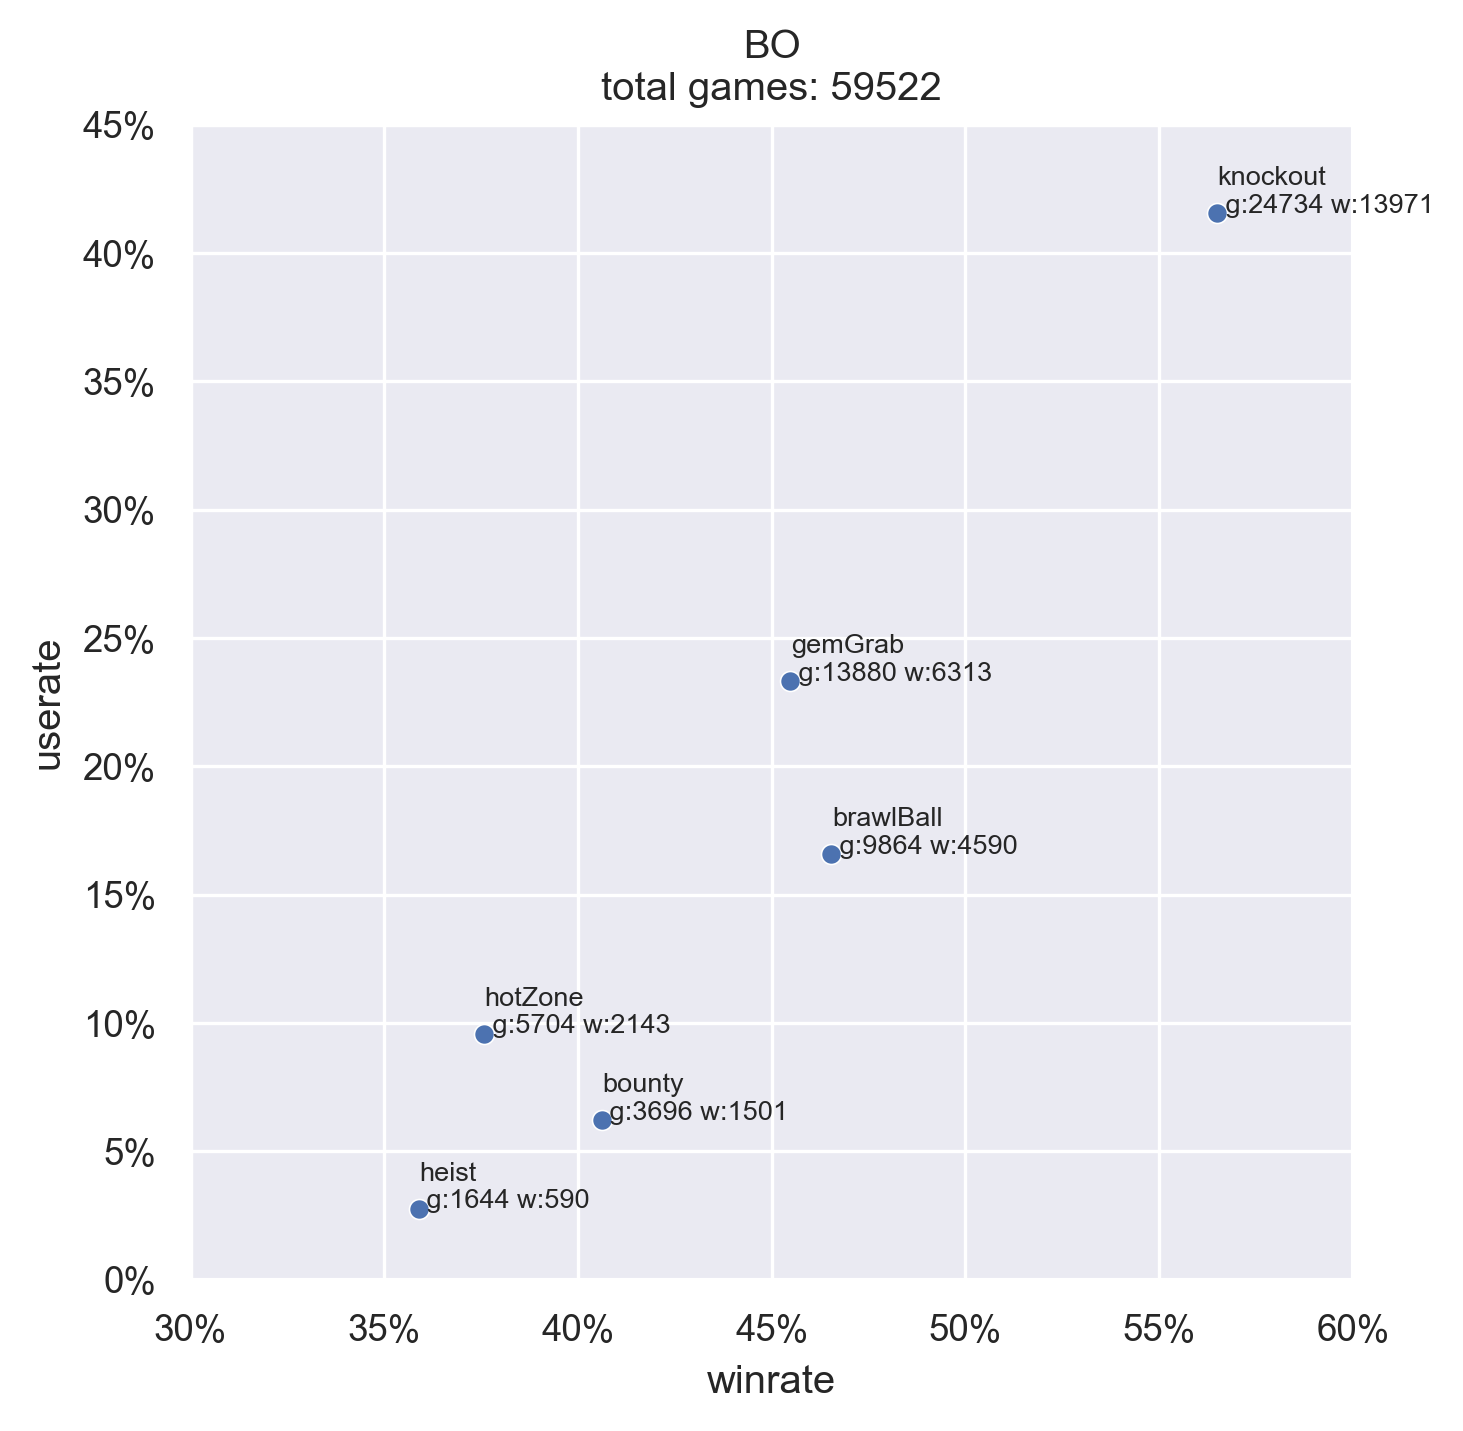 BO
total games: 59522
45%
40%
35%
30%
25%
20%
15%
10%
5%
0%
userate
knockout
g:24734 w:13971
gemGrab
g:13880 w:6313
brawlBall
g:9864 w:4590
hotZone
g:5704 w:2143
bounty
g:3696 w:1501
heist
g:1644 w:590
30% 35% 40% 45% 50% 55% 60%
winrate